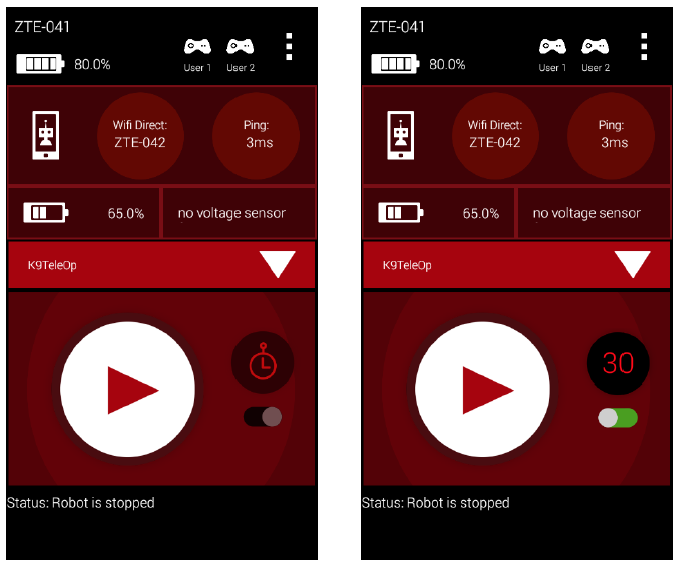 ZTE-041
80.0%
User 1 User 2
Wifi Direct:
ZTE-042
Ping:
3ms
65.0%
no voltage sensor
K9TeleOp
Status: Robot is stopped
ZTE-041
80.0%
User 1 User 2
Wifi Direct:
ZTE-042
Ping:
3ms
65.0%
no voltage sensor
K9TeleOp
30
Status: Robot is stopped